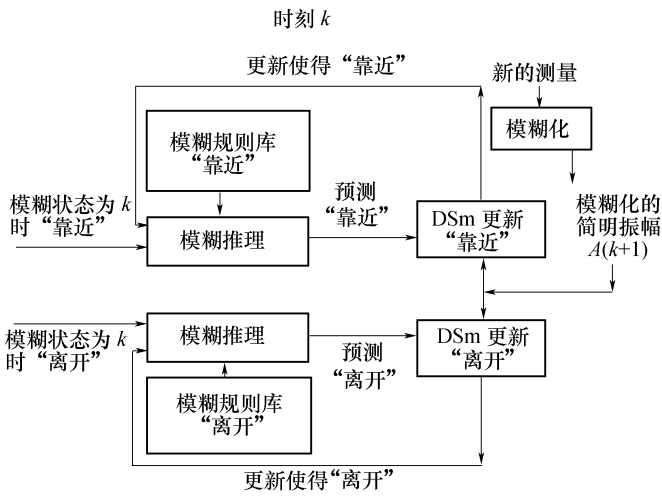 时刻 k
更新使得“靠近”
新的测量
模糊化
模糊规则库
“靠近”
模糊状态为 k
时“靠近”
模糊推理
预测
“靠近”
DSm 更新
“靠近”
模糊化的
简明振幅
A(k+1)
模糊状态为 k
时“离开”
模糊推理
预测
“离开”
DSm 更新
“离开”
模糊规则库
“离开”
更新使得“离开”